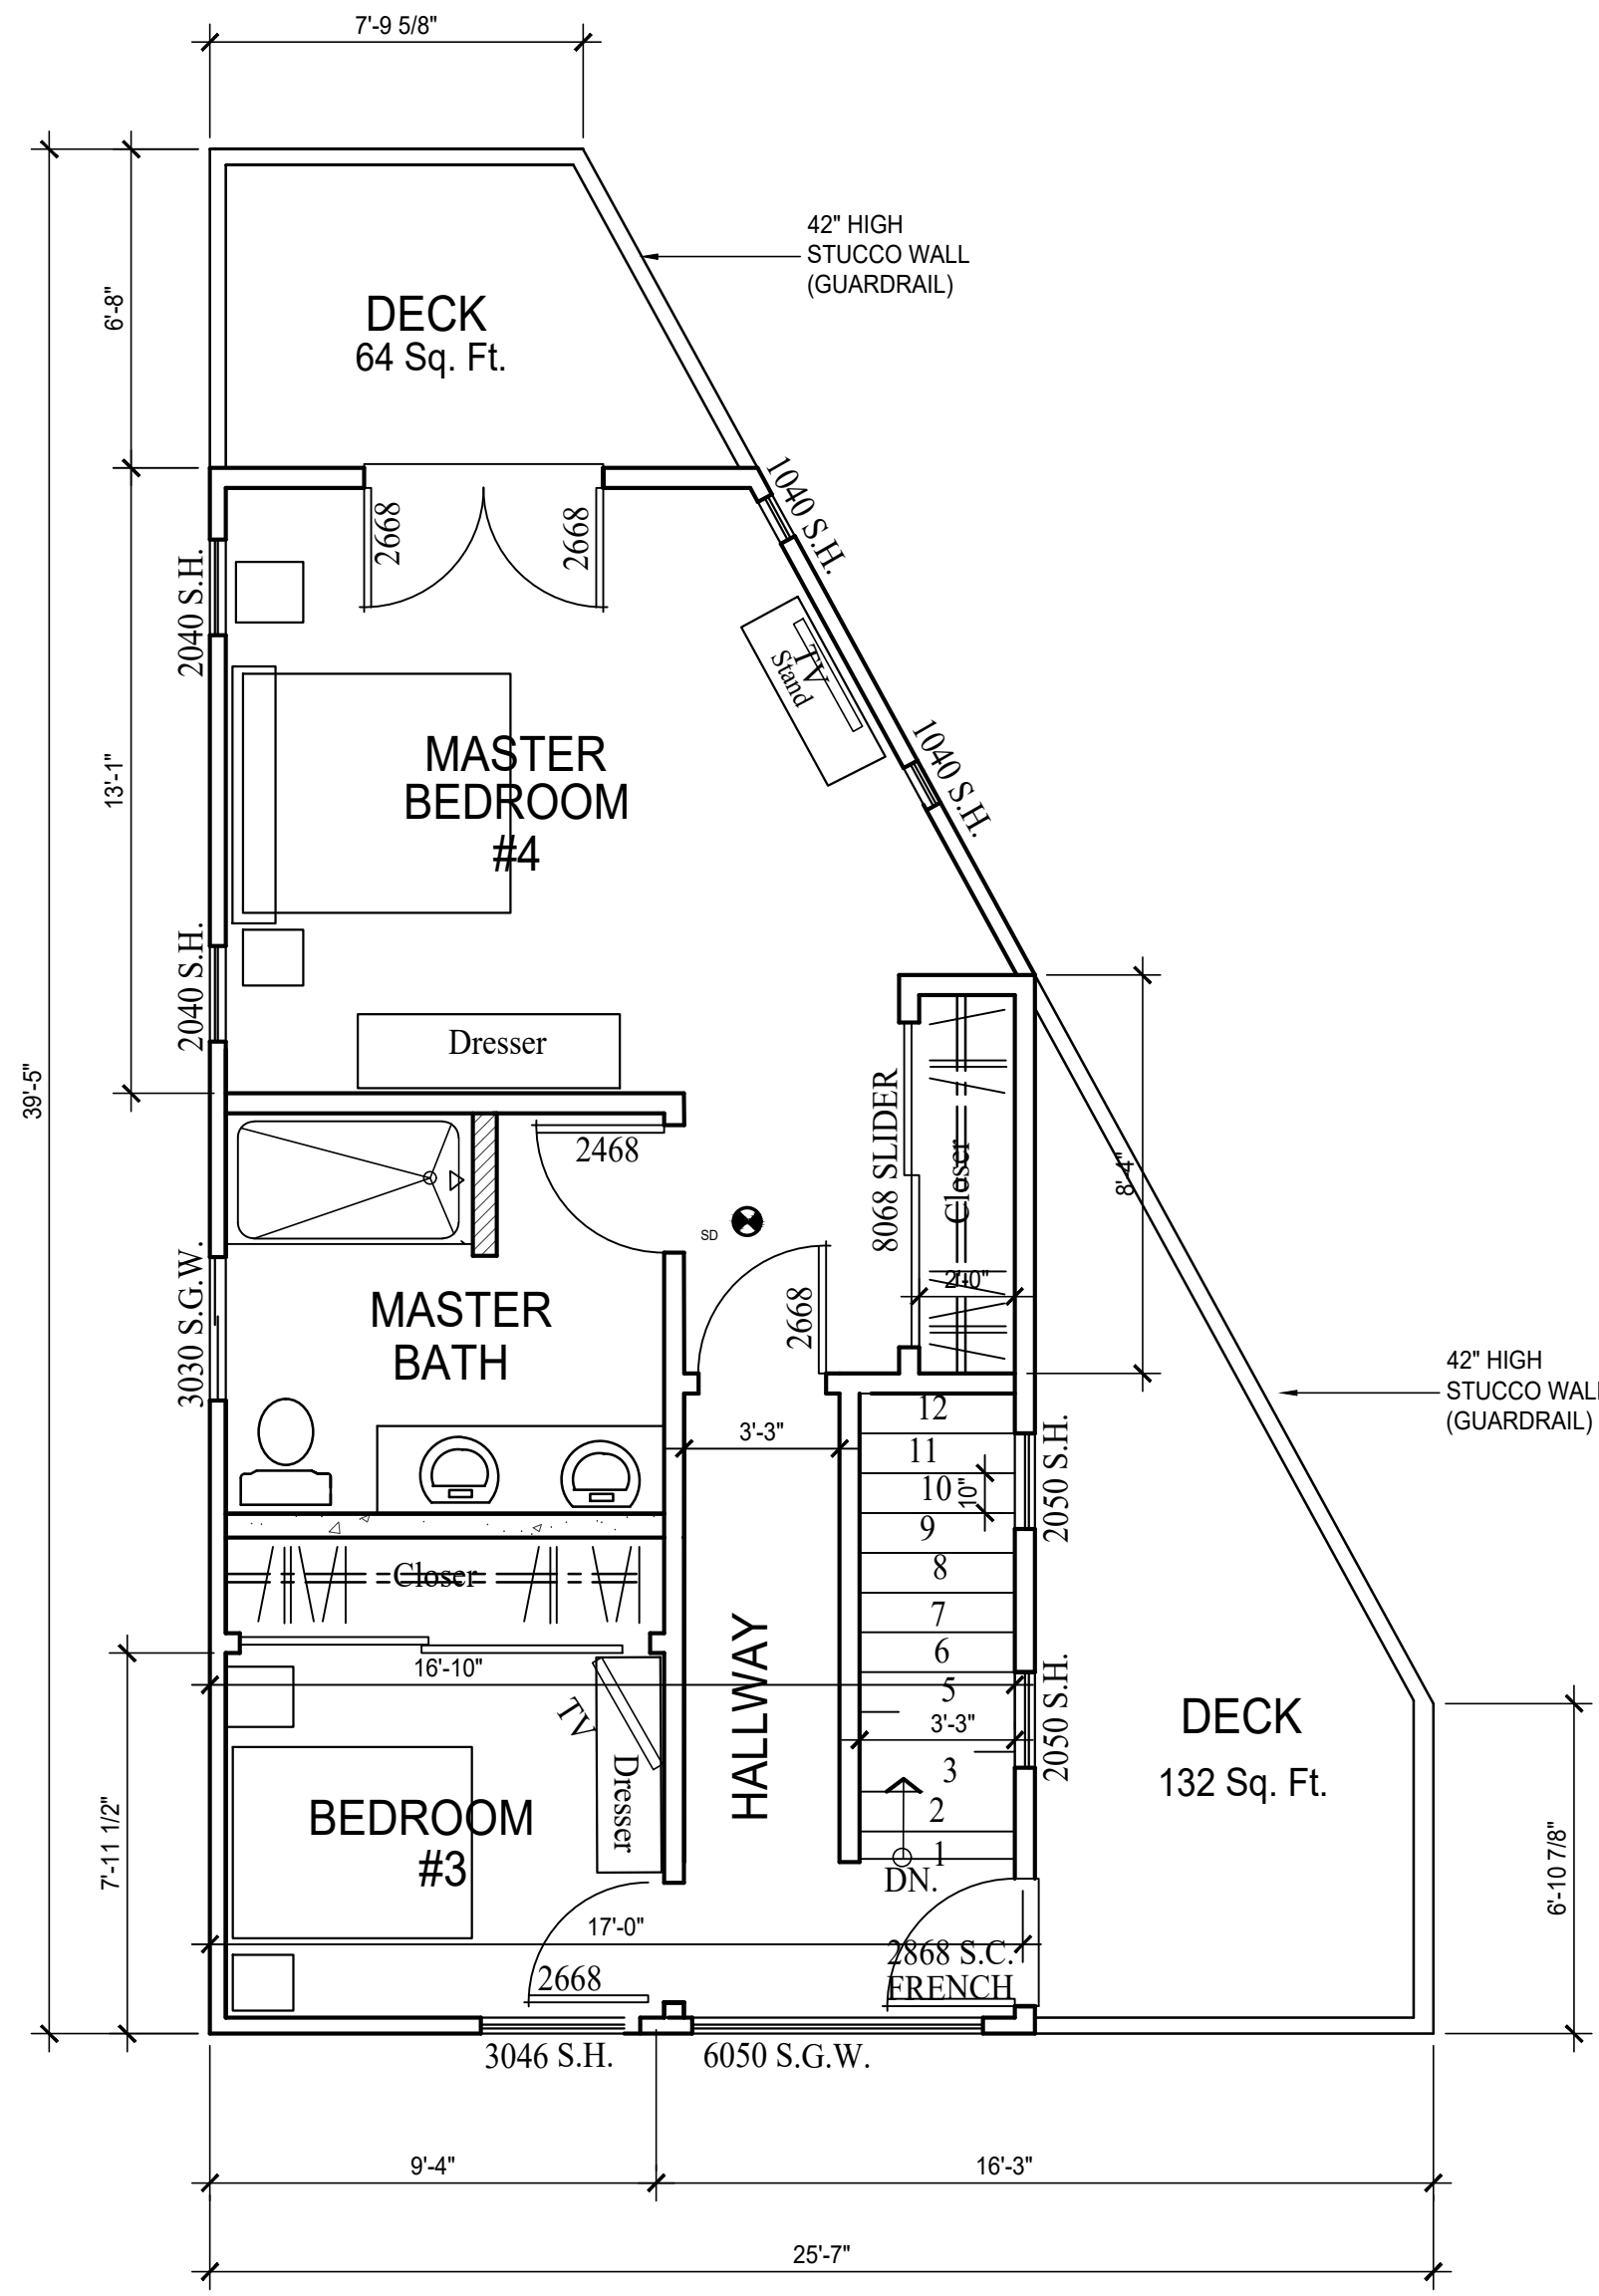 7'-9 5/8"
42" HIGH
STUCCO WALL
(GUARDRAIL)
6'-8"
DECK
64 Sq. Ft.
1040 S.H.
2668
2668
2040 S.H.
TV
Stand
MASTER
BEDROOM
#4
13'-1"
1040 S.H.
2040 S.H.
Dresser
39'-5"
2468
8068 SLIDER
Closer
8'-4"
SD
2'-0"
3030 S.G.W.
MASTER
BATH
2668
42" HIGH
STUCCO WALL
(GUARDRAIL)
12
3'-3"
11
10
10"
2050 S.H.
9
8
Closer
7
6
HALLWAY
16'-10"
5
2050 S.H.
TV
3'-3"
DECK
132 Sq. Ft.
3
Dresser
BEDROOM
#3
2
7'-11 1/2"
6'-10 7/8"
1
DN.
17'-0"
2868 S.C.
FRENCH
2668
3046 S.H.
6050 S.G.W.
9'-4"
16'-3"
25'-7"